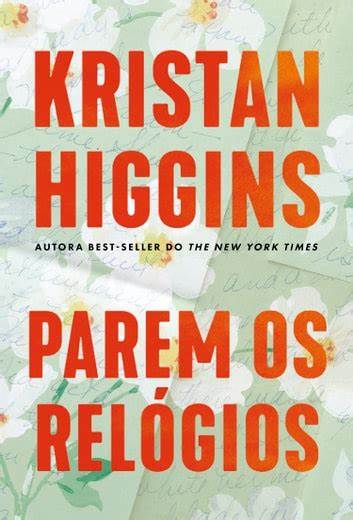 KRISTAN
HIGGINS
AUTORA BEST-SELLER DO THE NEW YORK TIMES
PAREM OS
RELÓGIOS